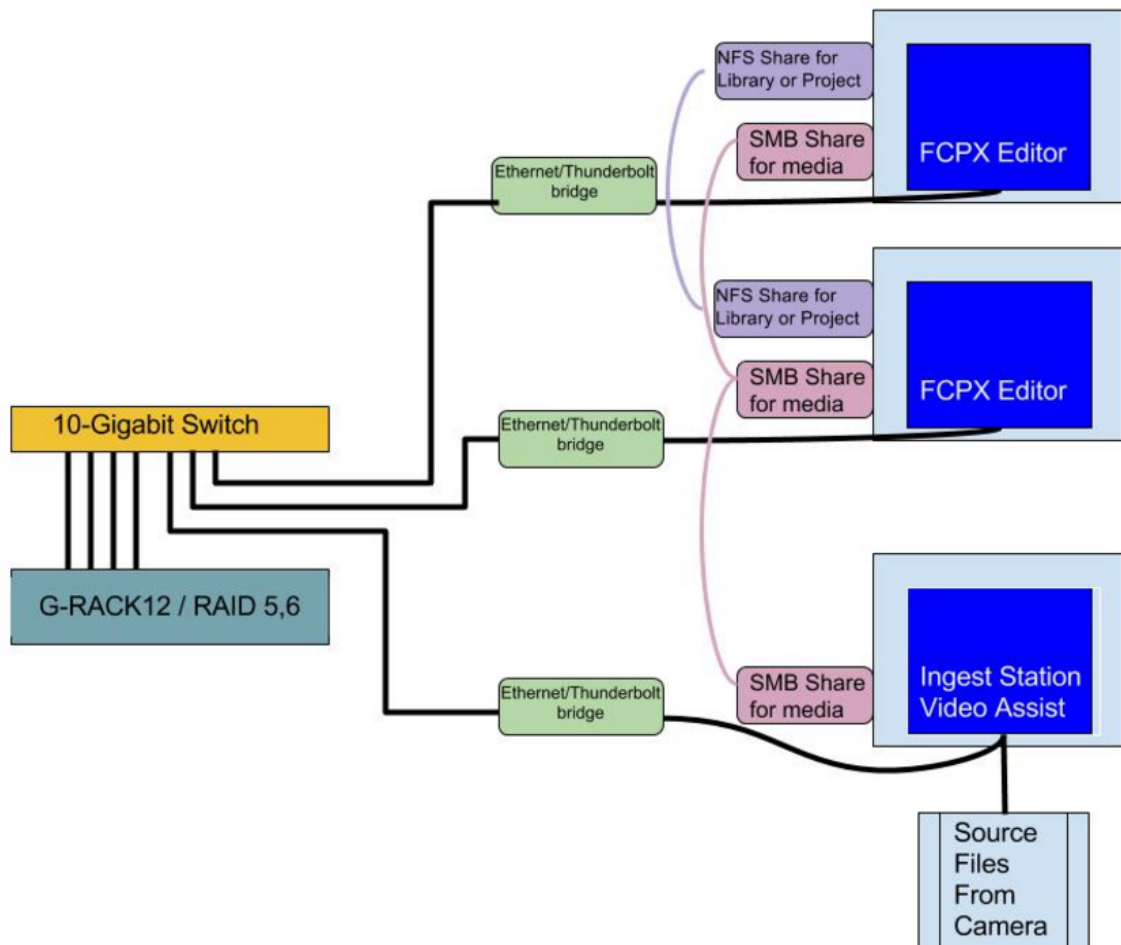 NFS Share for
Library or Project
SMB Share
for media
FCPX Editor
Ethernet/Thunderbolt
bridge
NFS Share for
Library or Project
SMB Share
for media
FCPX Editor
10-Gigabit Switch
Ethernet/Thunderbolt
bridge
G-RACK12 / RAID 5,6
Ethernet/Thunderbolt
bridge
SMB Share
for media
Ingest Station
Video Assist
Source
Files
From
Camera